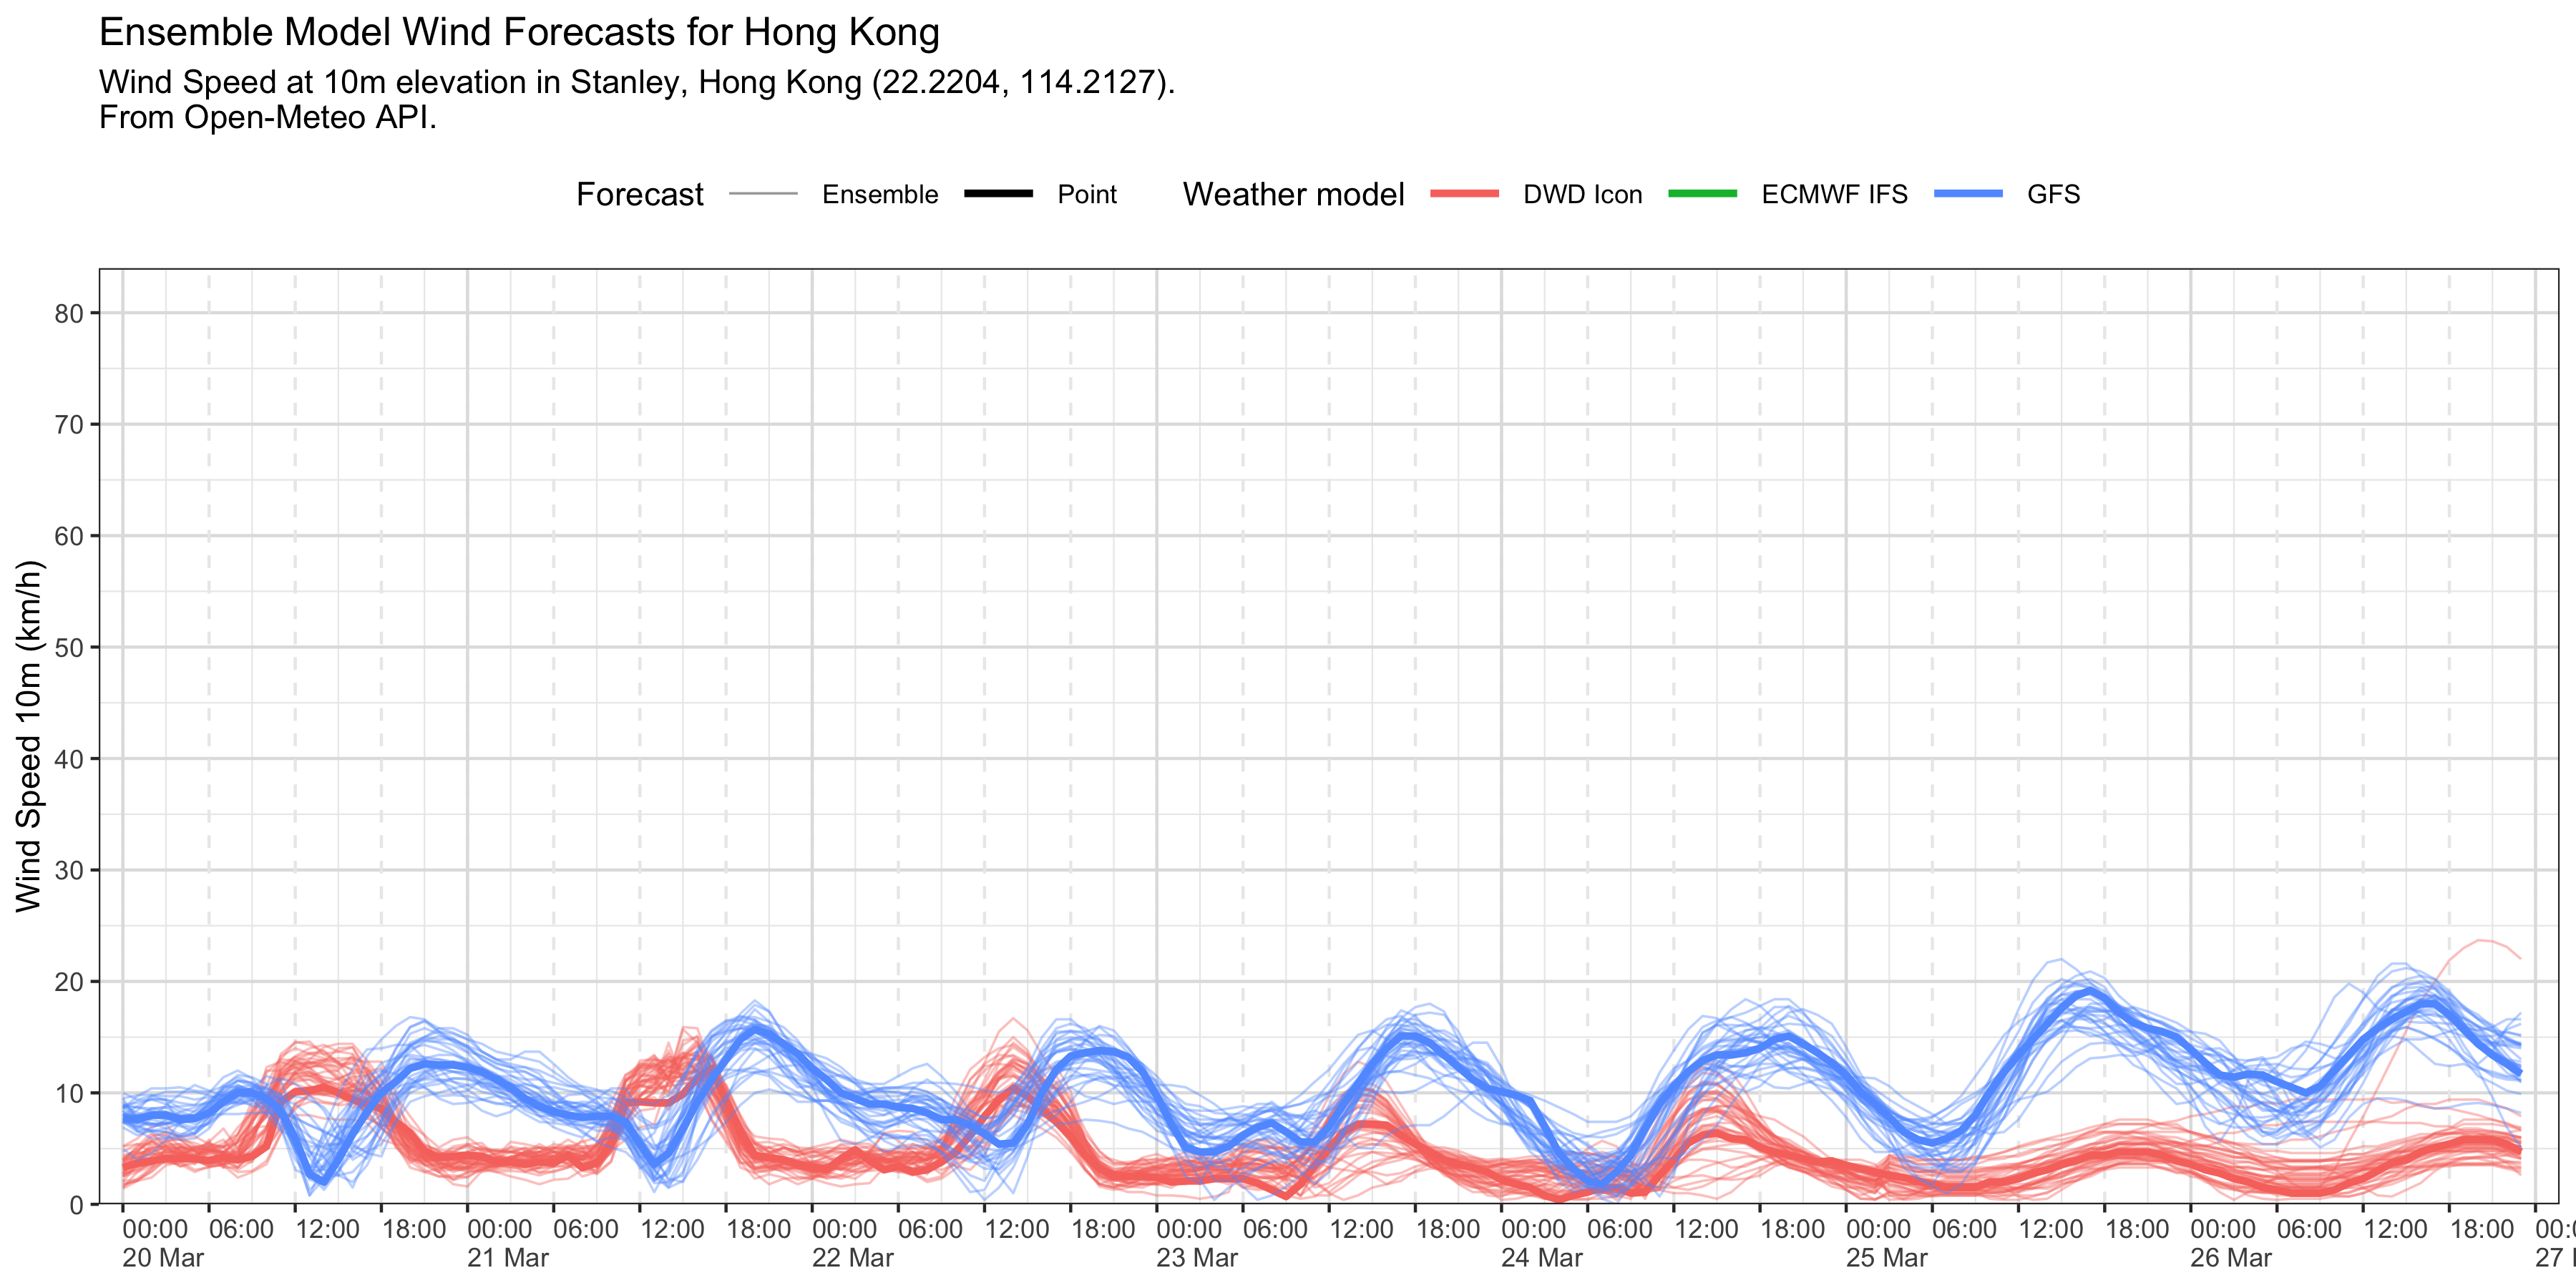 Ensemble Model Wind Forecasts for Hong Kong
Wind Speed at 10m elevation in Stanley, Hong Kong (22.2204, 114.2127).
From Open-Meteo API.
Forecast Ensemble Point Weather model DWD Icon ECMWF IFS GFS
Wind Speed 10m (km/h)
80
70
60
50
40
30
20
10
0
00:00 06:00 12:00 18:00 00:00 06:00 12:00 18:00 00:00 06:00 12:00 18:00 00:00 06:00 12:00 18:00 00:00 06:00 12:00 18:00 00:00 06:00 12:00 18:00 00:00 06:00 12:00 18:00
20 Mar 21 Mar 22 Mar 23 Mar 24 Mar 25 Mar 26 Mar 27